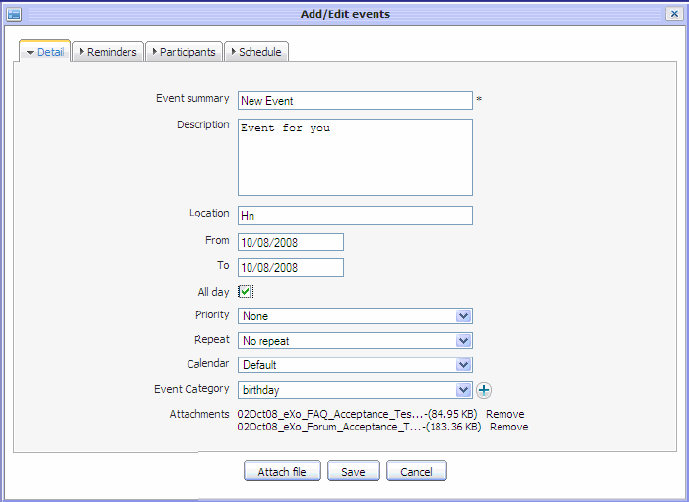 Add/Edit events
Detail Reminders Participants Schedule
Event summary New Event *
Description Event for you
Location Hn
From 10/08/2008
To 10/08/2008
All day
Priority None
Repeat No repeat
Calendar Default
Event Category birthday
Attachments 02Oct08_eXo_FAQ_Acceptance_Tes...-(84.95 KB) Remove
02Oct08_eXo_Forum_Acceptance_T...-(183.36 KB) Remove
Attach file Save Cancel